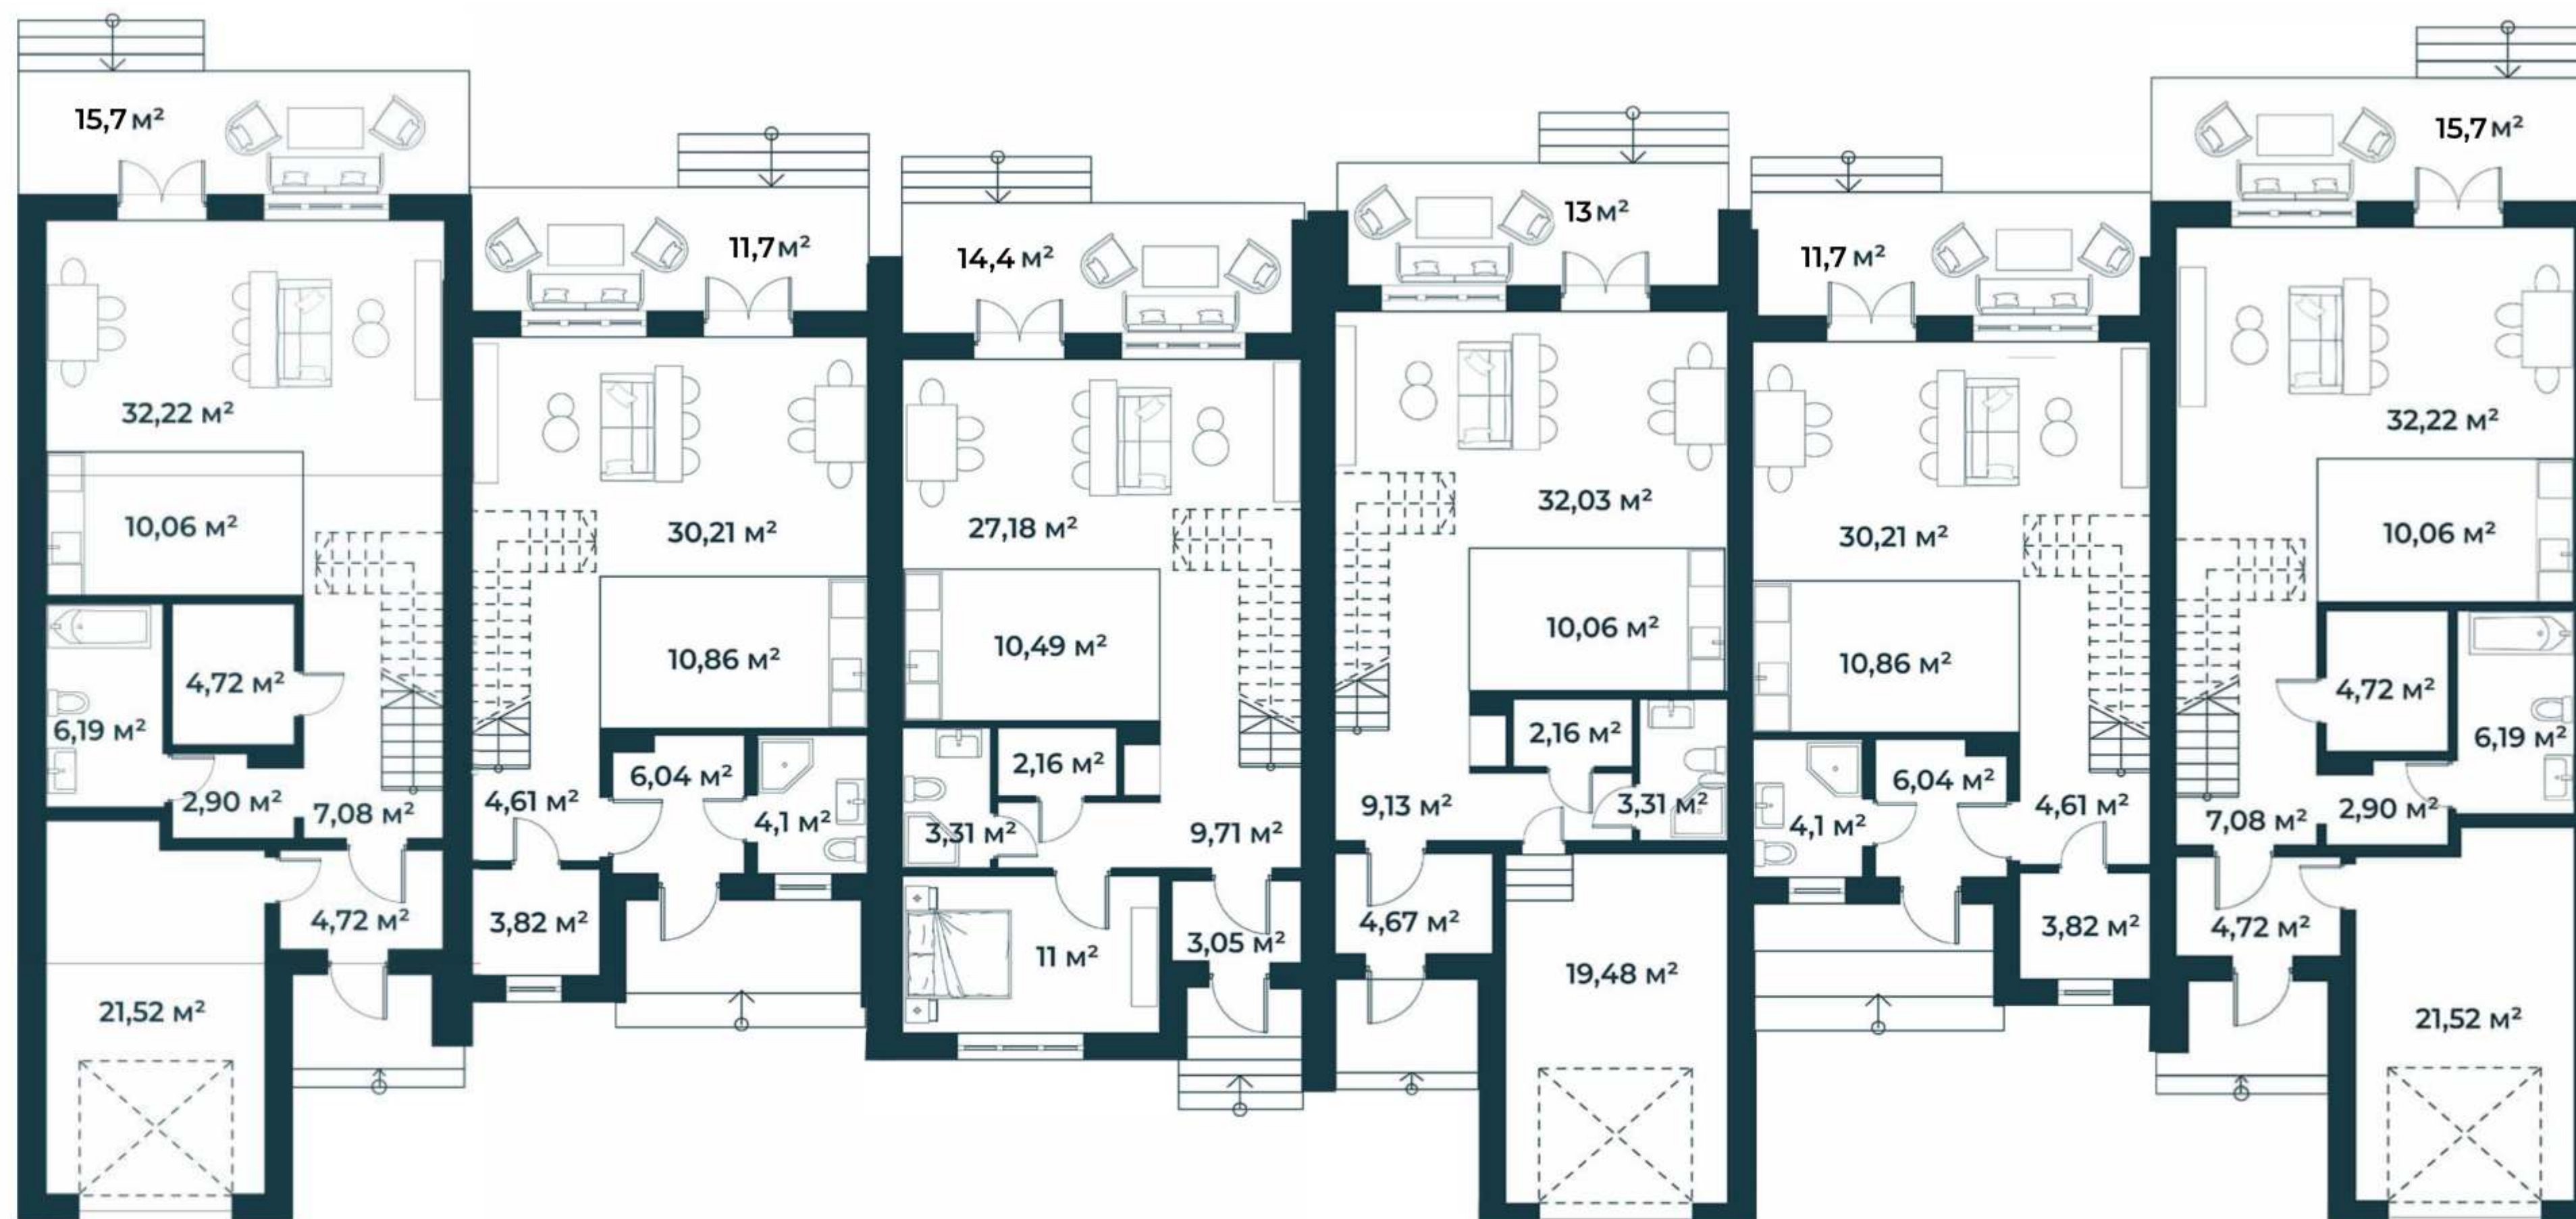 15,7 м²
32,22 м²
10,06 м²
4,72 м²
6,19 м²
2,90 м²
7,08 м²
4,72 м²
21,52 м²
11,7 м²
30,21 м²
10,86 м²
6,04 м²
4,61 м²
4,1 м²
3,82 м²
14,4 м²
27,18 м²
10,49 м²
2,16 м²
3,31 м²
9,71 м²
3,05 м²
11 м²
13 м²
32,03 м²
10,06 м²
2,16 м²
9,13 м²
3,31 м²
4,67 м²
19,48 м²
11,7 м²
30,21 м²
10,86 м²
6,04 м²
4,61 м²
4,1 м²
3,82 м²
15,7 м²
32,22 м²
10,06 м²
4,72 м²
6,19 м²
2,90 м²
7,08 м²
4,72 м²
21,52 м²